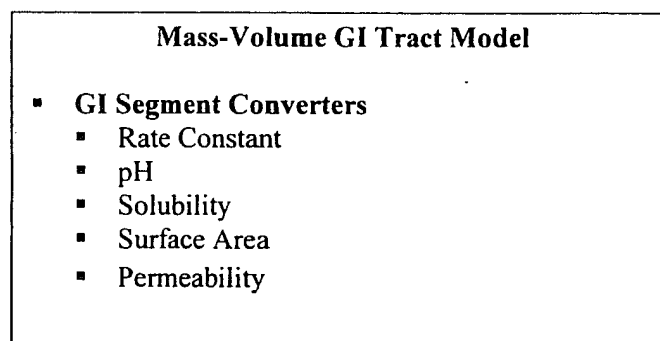 Mass-Volume GI Tract Model
▪ GI Segment Converters
▪ Rate Constant
▪ pH
▪ Solubility
▪ Surface Area
▪ Permeability